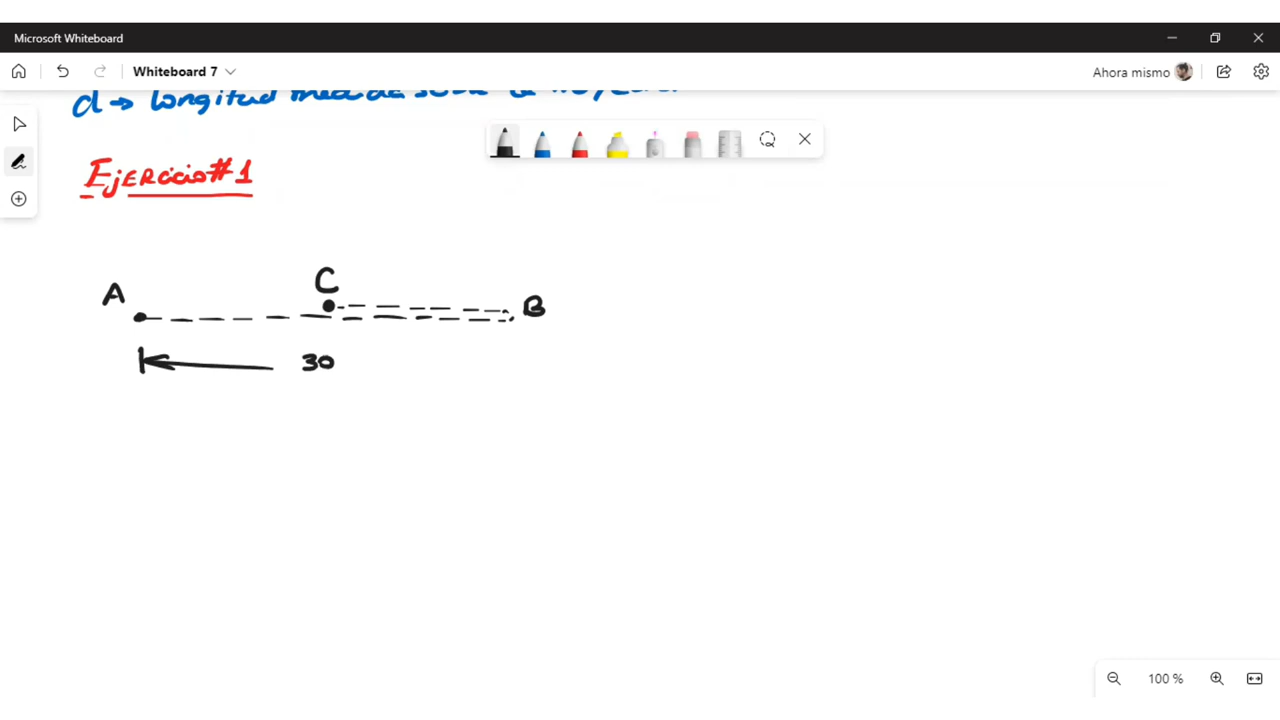 Microsoft Whiteboard
Whiteboard 7
Ahora mismo
d → longitud
Ejercicio #1
A
C
B
30
100 %